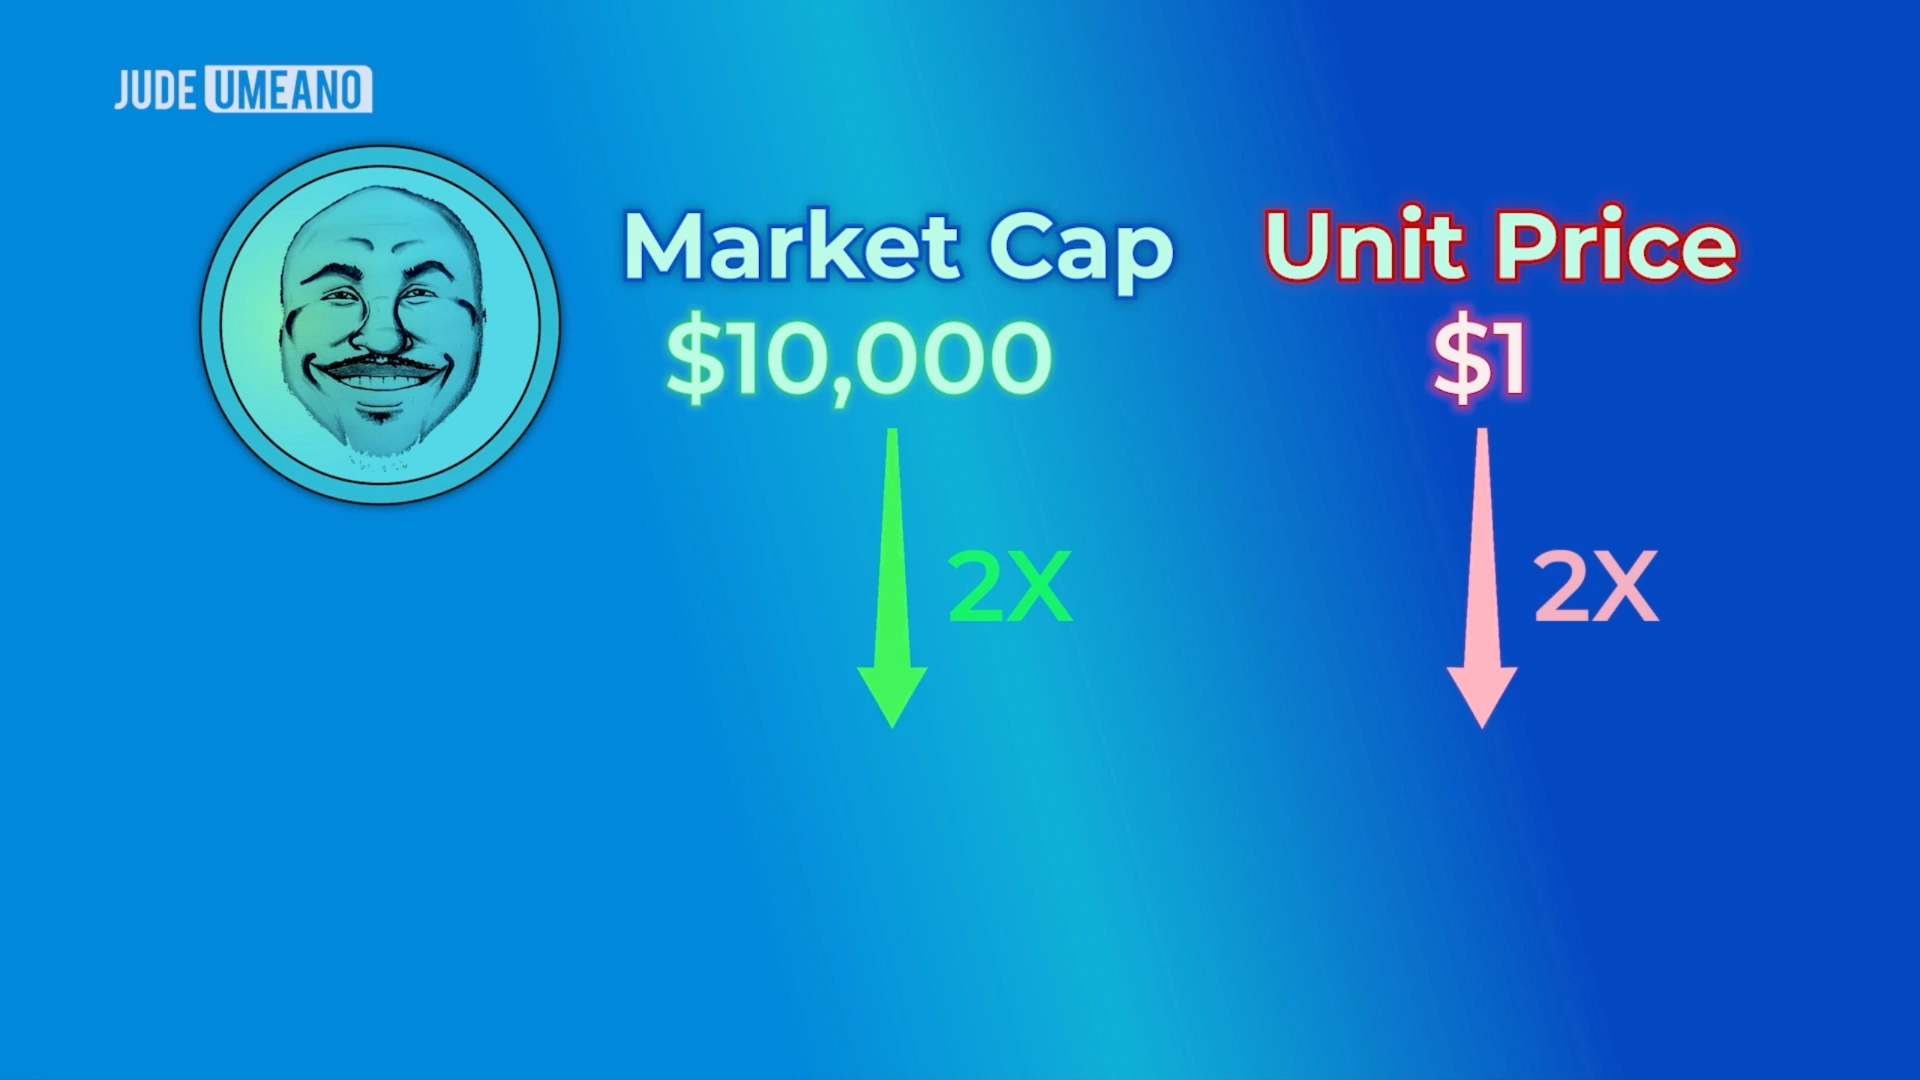 JUDE UMEANO
Market Cap
Unit Price
$10,000
$1
2X
2X